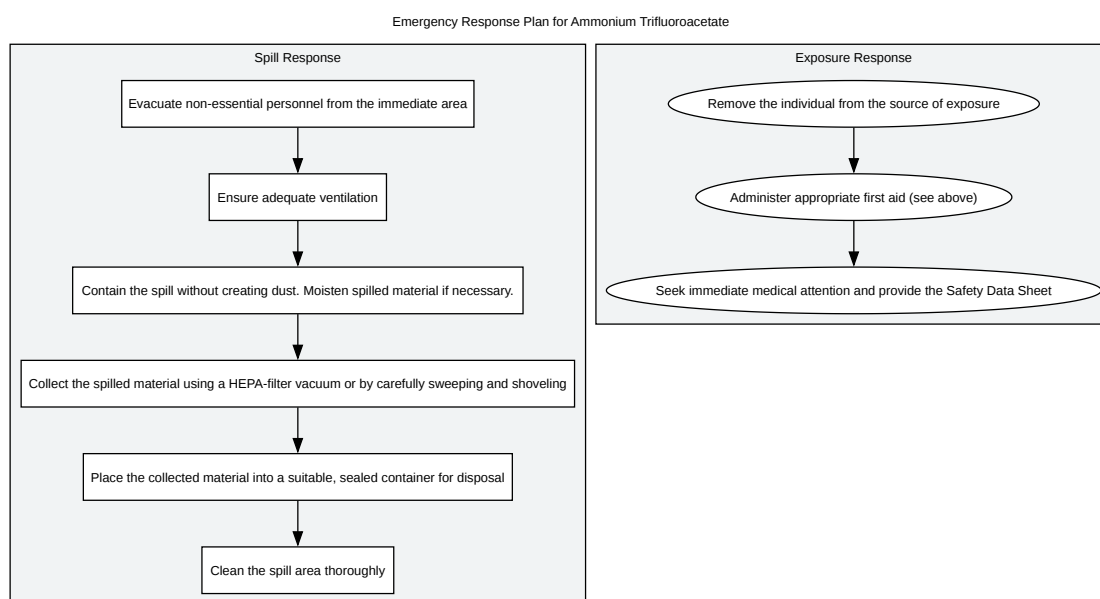 Emergency Response Plan for Ammonium Trifluoroacetate
Spill Response
Evacuate non-essential personnel from the immediate area
Ensure adequate ventilation
Contain the spill without creating dust. Moisten spilled material if necessary.
Collect the spilled material using a HEPA-filter vacuum or by carefully sweeping and shoveling
Place the collected material into a suitable, sealed container for disposal
Clean the spill area thoroughly
Exposure Response
Remove the individual from the source of exposure
Administer appropriate first aid (see above)
Seek immediate medical attention and provide the Safety Data Sheet